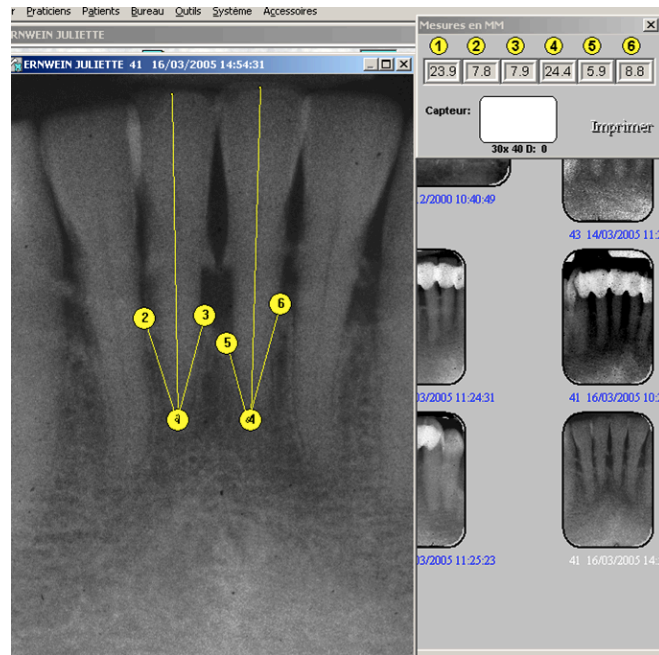 r Praticiens Patients Bureau Outils Système Accessoires
RNWEIN JULIETTE
ERNWEIN JULIETTE 41 16/03/2005 14:54:31
2
3
6
5
4
Mesures en MM
1 2 3 4 5 6
23.9 7.8 7.9 24.4 5.9 8.8
Capteur:
Imprimer
30x 40 D: 0
12/2000 10:40:49
43 14/03/2005 11:2
03/2005 11:24:31
41 16/03/2005 10:
03/2005 11:25:23
41 16/03/2005 14: